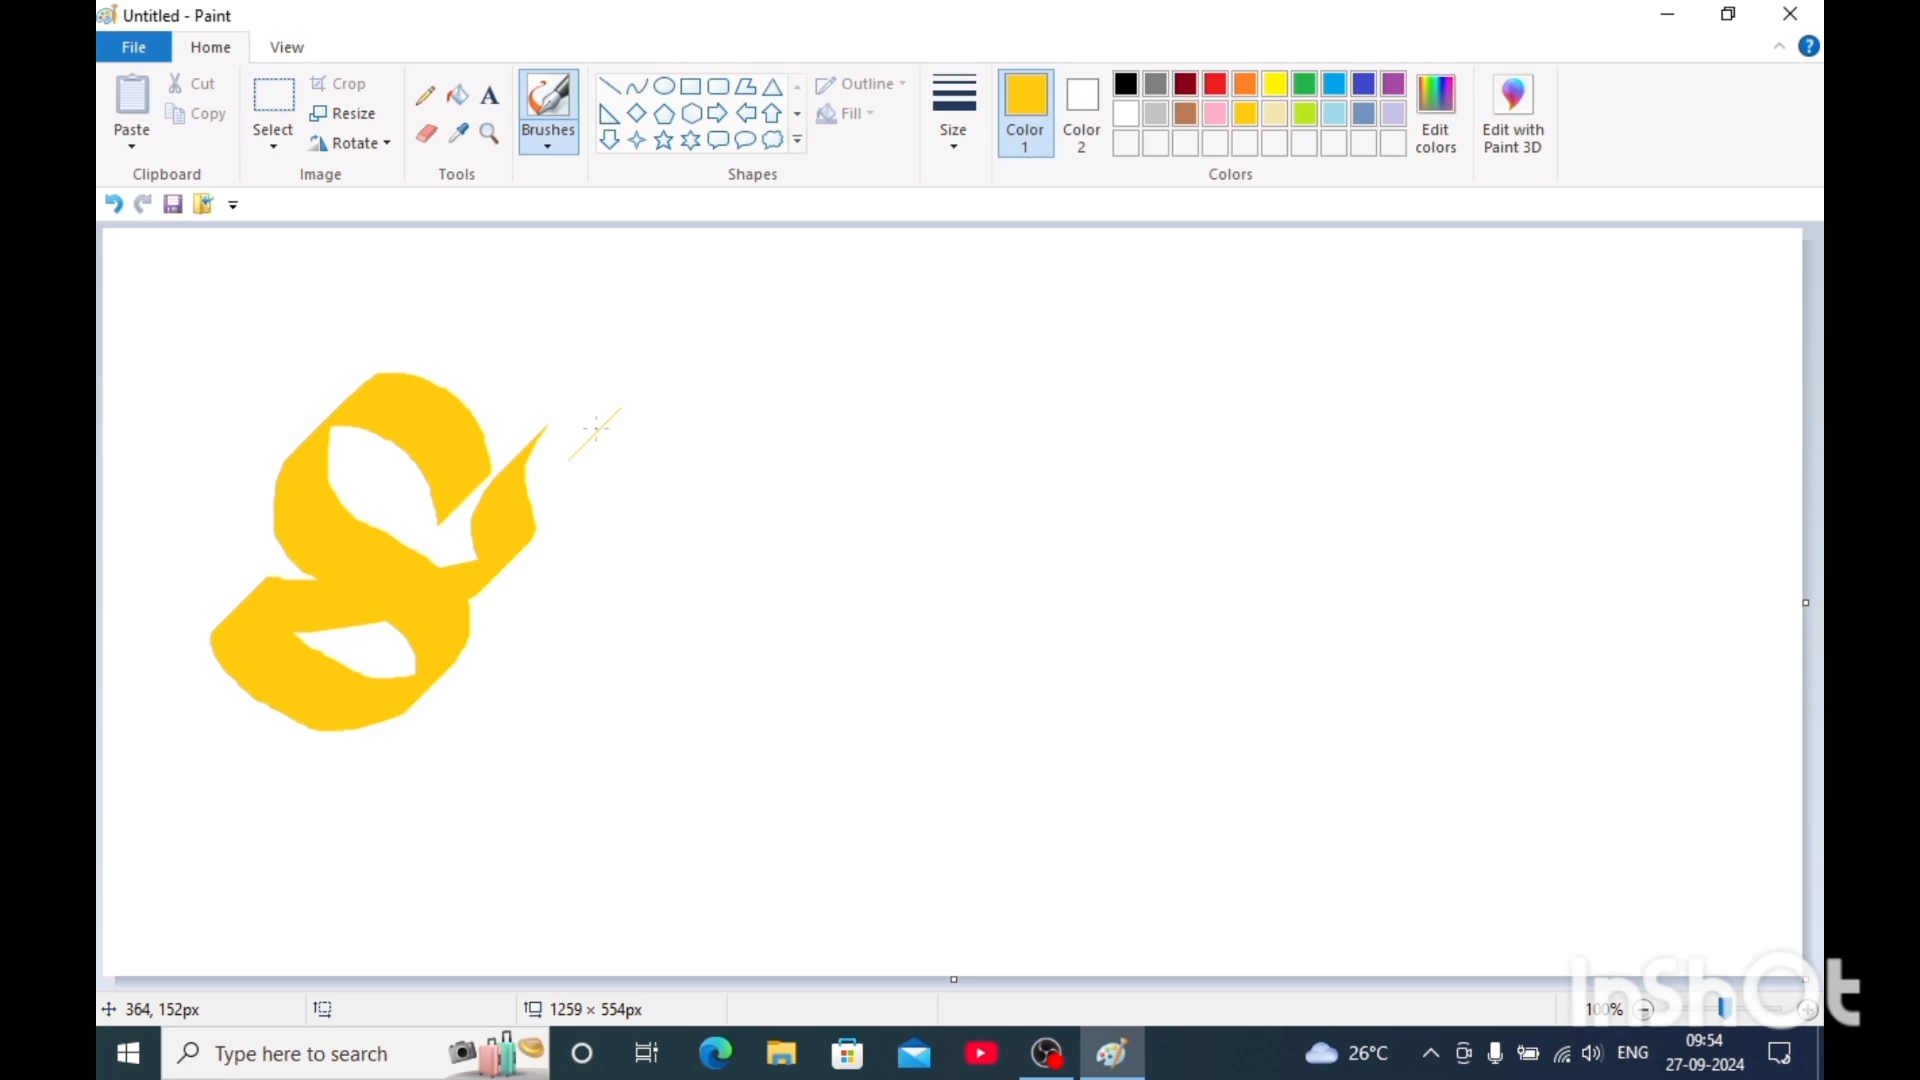 Untitled - Paint
File Home View
Paste Cut Copy Clipboard
Select Crop Resize Rotate Image
Tools
Brushes
Outline Fill Shapes
Size
Color 1 Color 2 Colors
Edit colors
Edit with Paint 3D
364, 152px
1259 × 554px
100%
InShOt
Type here to search
26°C
ENG
09:54
27-09-2024